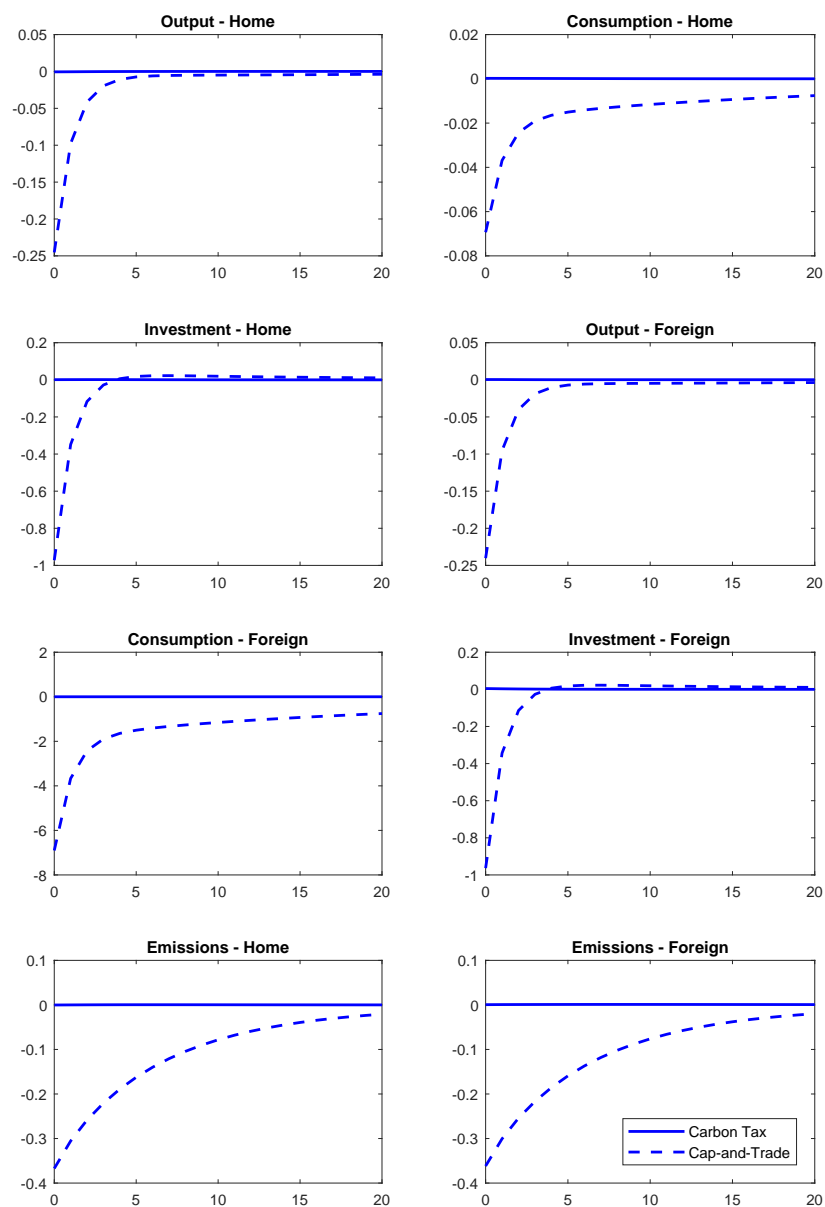 Output - Home
0.05
0
-0.05
-0.1
-0.15
-0.2
-0.25
0 5 10 15 20
Consumption - Home
0.02
0
-0.02
-0.04
-0.06
-0.08
0 5 10 15 20
Investment - Home
0.2
0
-0.2
-0.4
-0.6
-0.8
-1
0 5 10 15 20
Output - Foreign
0.05
0
-0.05
-0.1
-0.15
-0.2
-0.25
0 5 10 15 20
Consumption - Foreign
2
0
-2
-4
-6
-8
0 5 10 15 20
Investment - Foreign
0.2
0
-0.2
-0.4
-0.6
-0.8
-1
0 5 10 15 20
Emissions - Home
0.1
0
-0.1
-0.2
-0.3
-0.4
0 5 10 15 20
Emissions - Foreign
0.1
0
-0.1
-0.2
-0.3
-0.4
0 5 10 15 20
Carbon Tax
Cap-and-Trade